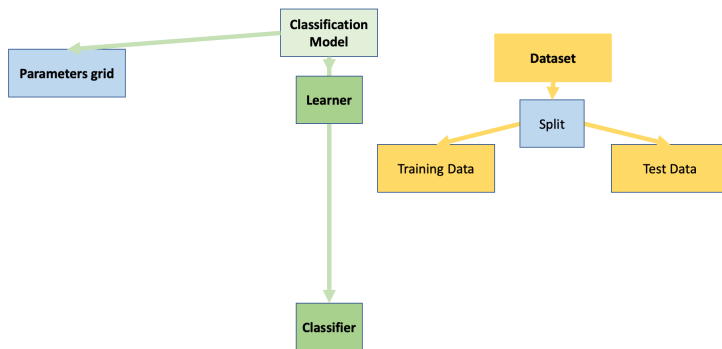 Classification
Model
Parameters grid
Learner
Dataset
Split
Training Data
Test Data
Classifier